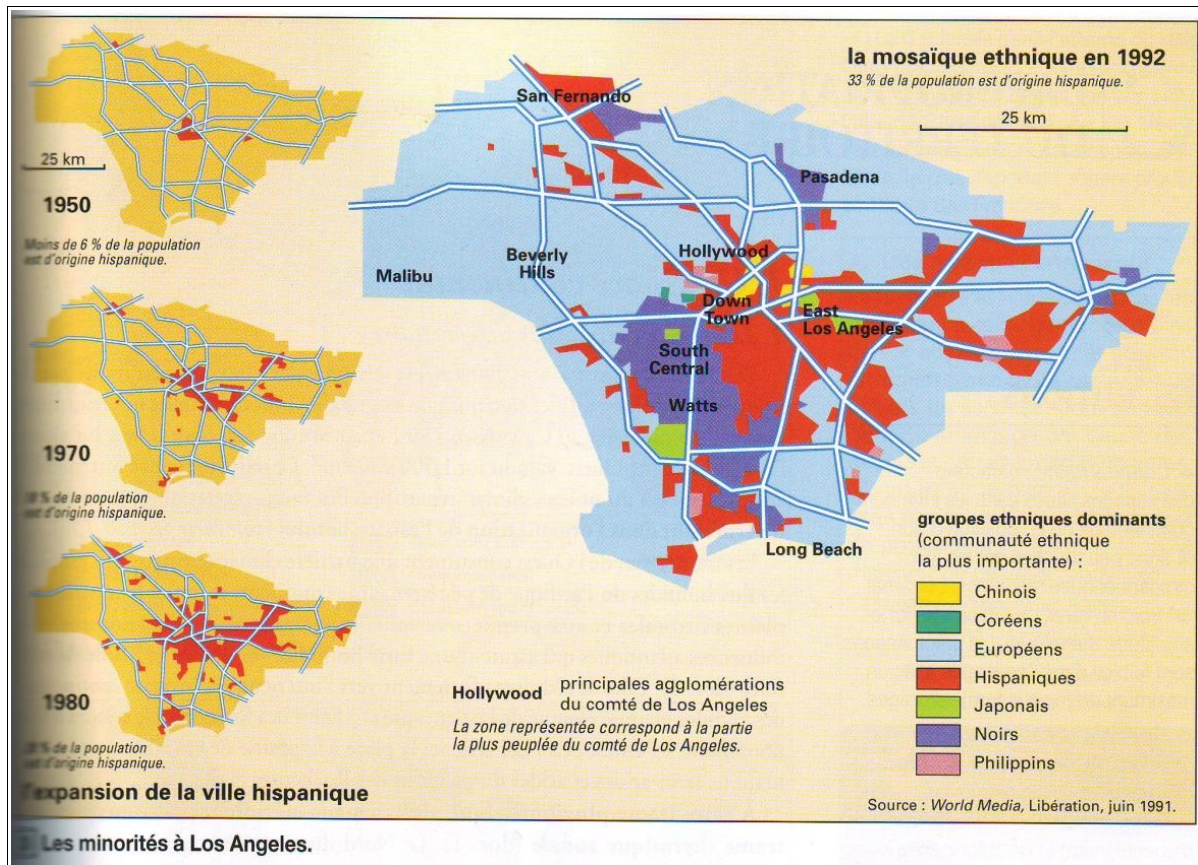 la mosaïque ethnique en 1992
33 % de la population est d'origine hispanique.
25 km
25 km
1950
Moins de 6 % de la population
est d'origine hispanique.
1970
% de la population
est d'origine hispanique.
1980
% de la population
est d'origine hispanique.
l'expansion de la ville hispanique
San Fernando
Pasadena
Hollywood
Beverly
Hills
Malibu
Down
Town
East
Los Angeles
South
Central
Watts
Long Beach
Hollywood principales agglomérations
du comté de Los Angeles
La zone représentée correspond à la partie
la plus peuplée du comté de Los Angeles.
groupes ethniques dominants
(communauté ethnique
la plus importante) :
Chinois
Coréens
Européens
Hispaniques
Japonais
Noirs
Philippins
Source : World Media, Libération, juin 1991.
Les minorités à Los Angeles.